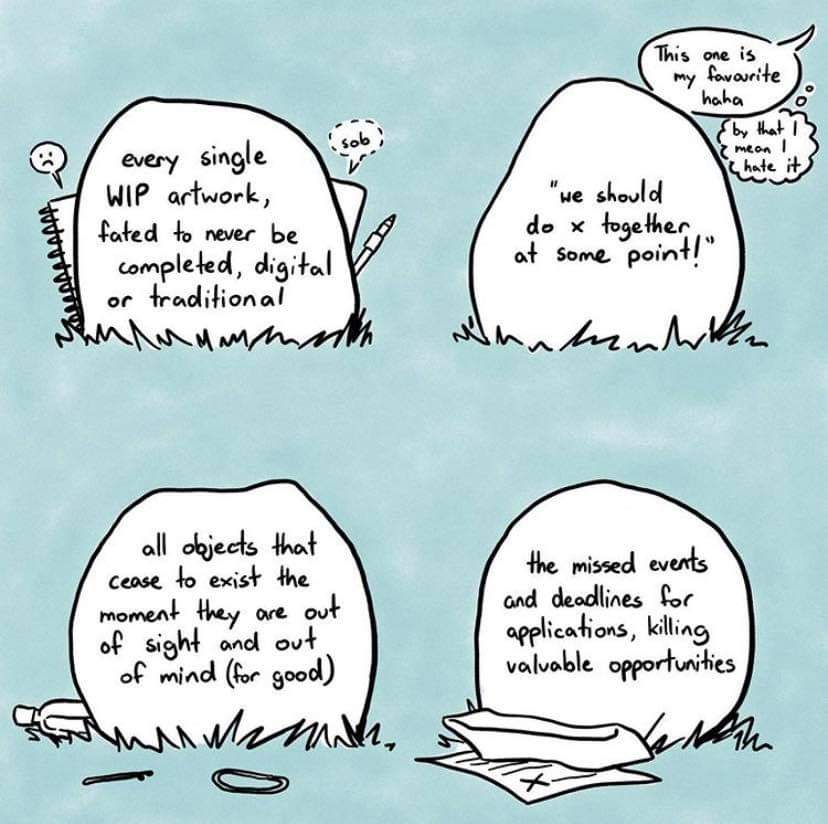 every single
WIP artwork,
fated to never be
completed, digital
or traditional
sob
This one is
my favourite
haha
by that I
mean I
hate it
"we should
do x together
at some point!"
all objects that
cease to exist the
moment they are out
of sight and out
of mind (for good)
the missed events
and deadlines for
applications, killing
valuable opportunities
x